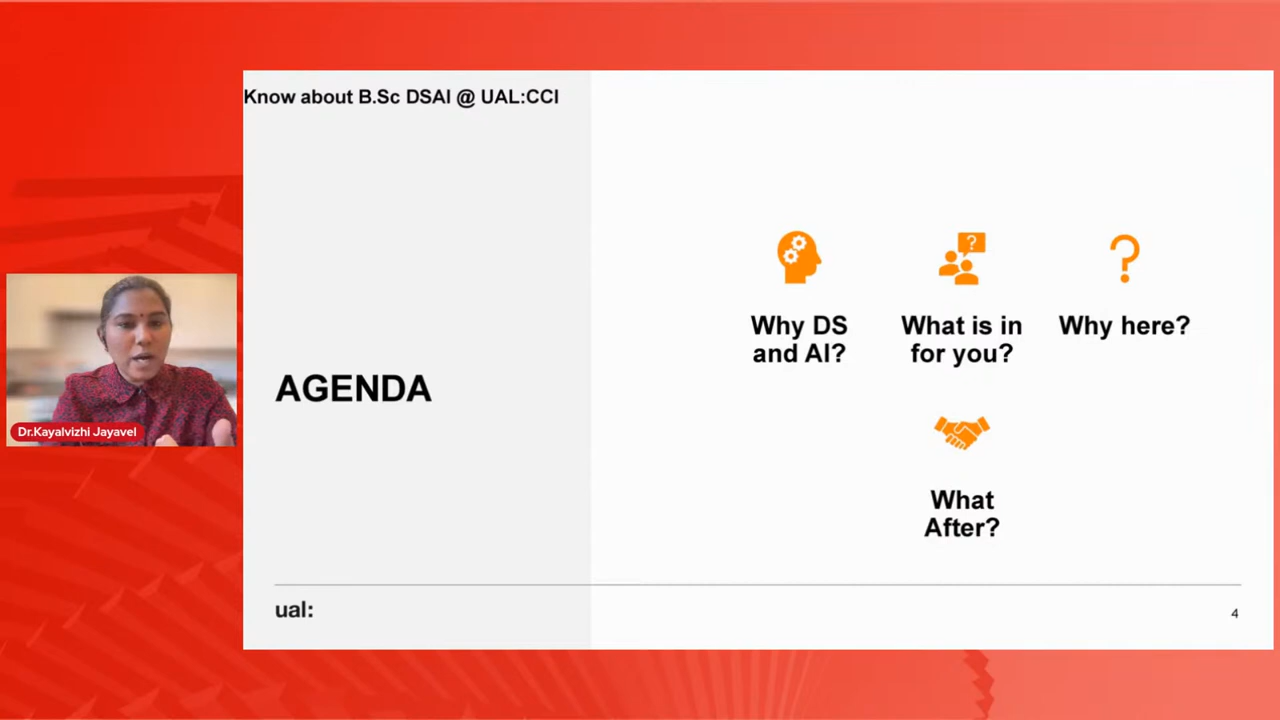 Know about B.Sc DSAI @ UAL:CCI
AGENDA
Why DS
and AI?
What is in
for you?
Why here?
What
After?
Dr.Kayalvizhi Jayavel
ual:
4